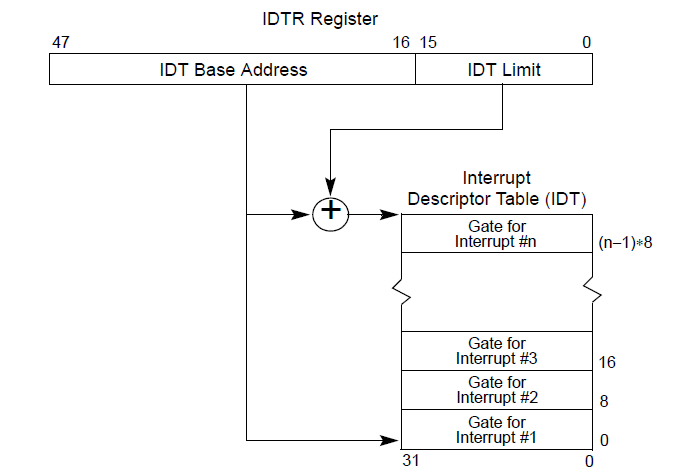 IDTR Register
47 16 15 0
IDT Base Address IDT Limit
Interrupt
Descriptor Table (IDT)
+
Gate for
Interrupt #n
(n–1)*8
Gate for
Interrupt #3
16
Gate for
Interrupt #2
8
Gate for
Interrupt #1
0
31 0